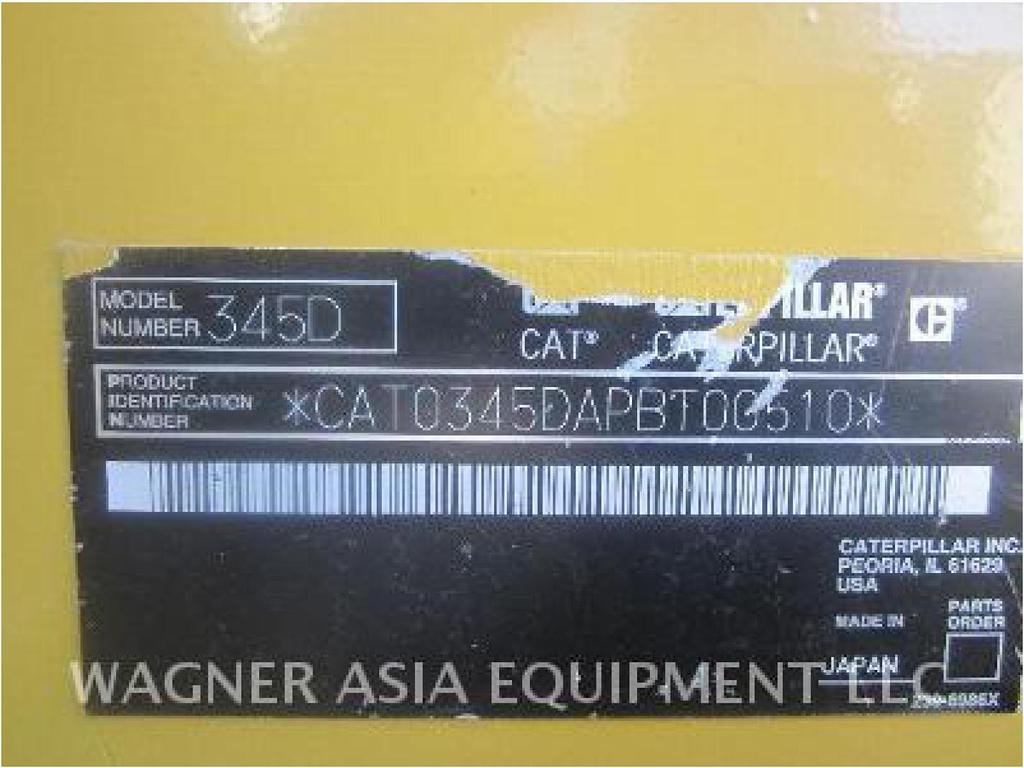 MODEL
NUMBER 345D
PILLAR®
CAT® CATERPILLAR®
PRODUCT
IDENTIFICATION
NUMBER *CAT0345DAPBT00510*
CATERPILLAR INC.
PEORIA, IL 61629
USA
MADE IN
JAPAN
PARTS
ORDER
WAGNER ASIA EQUIPMENT LLC